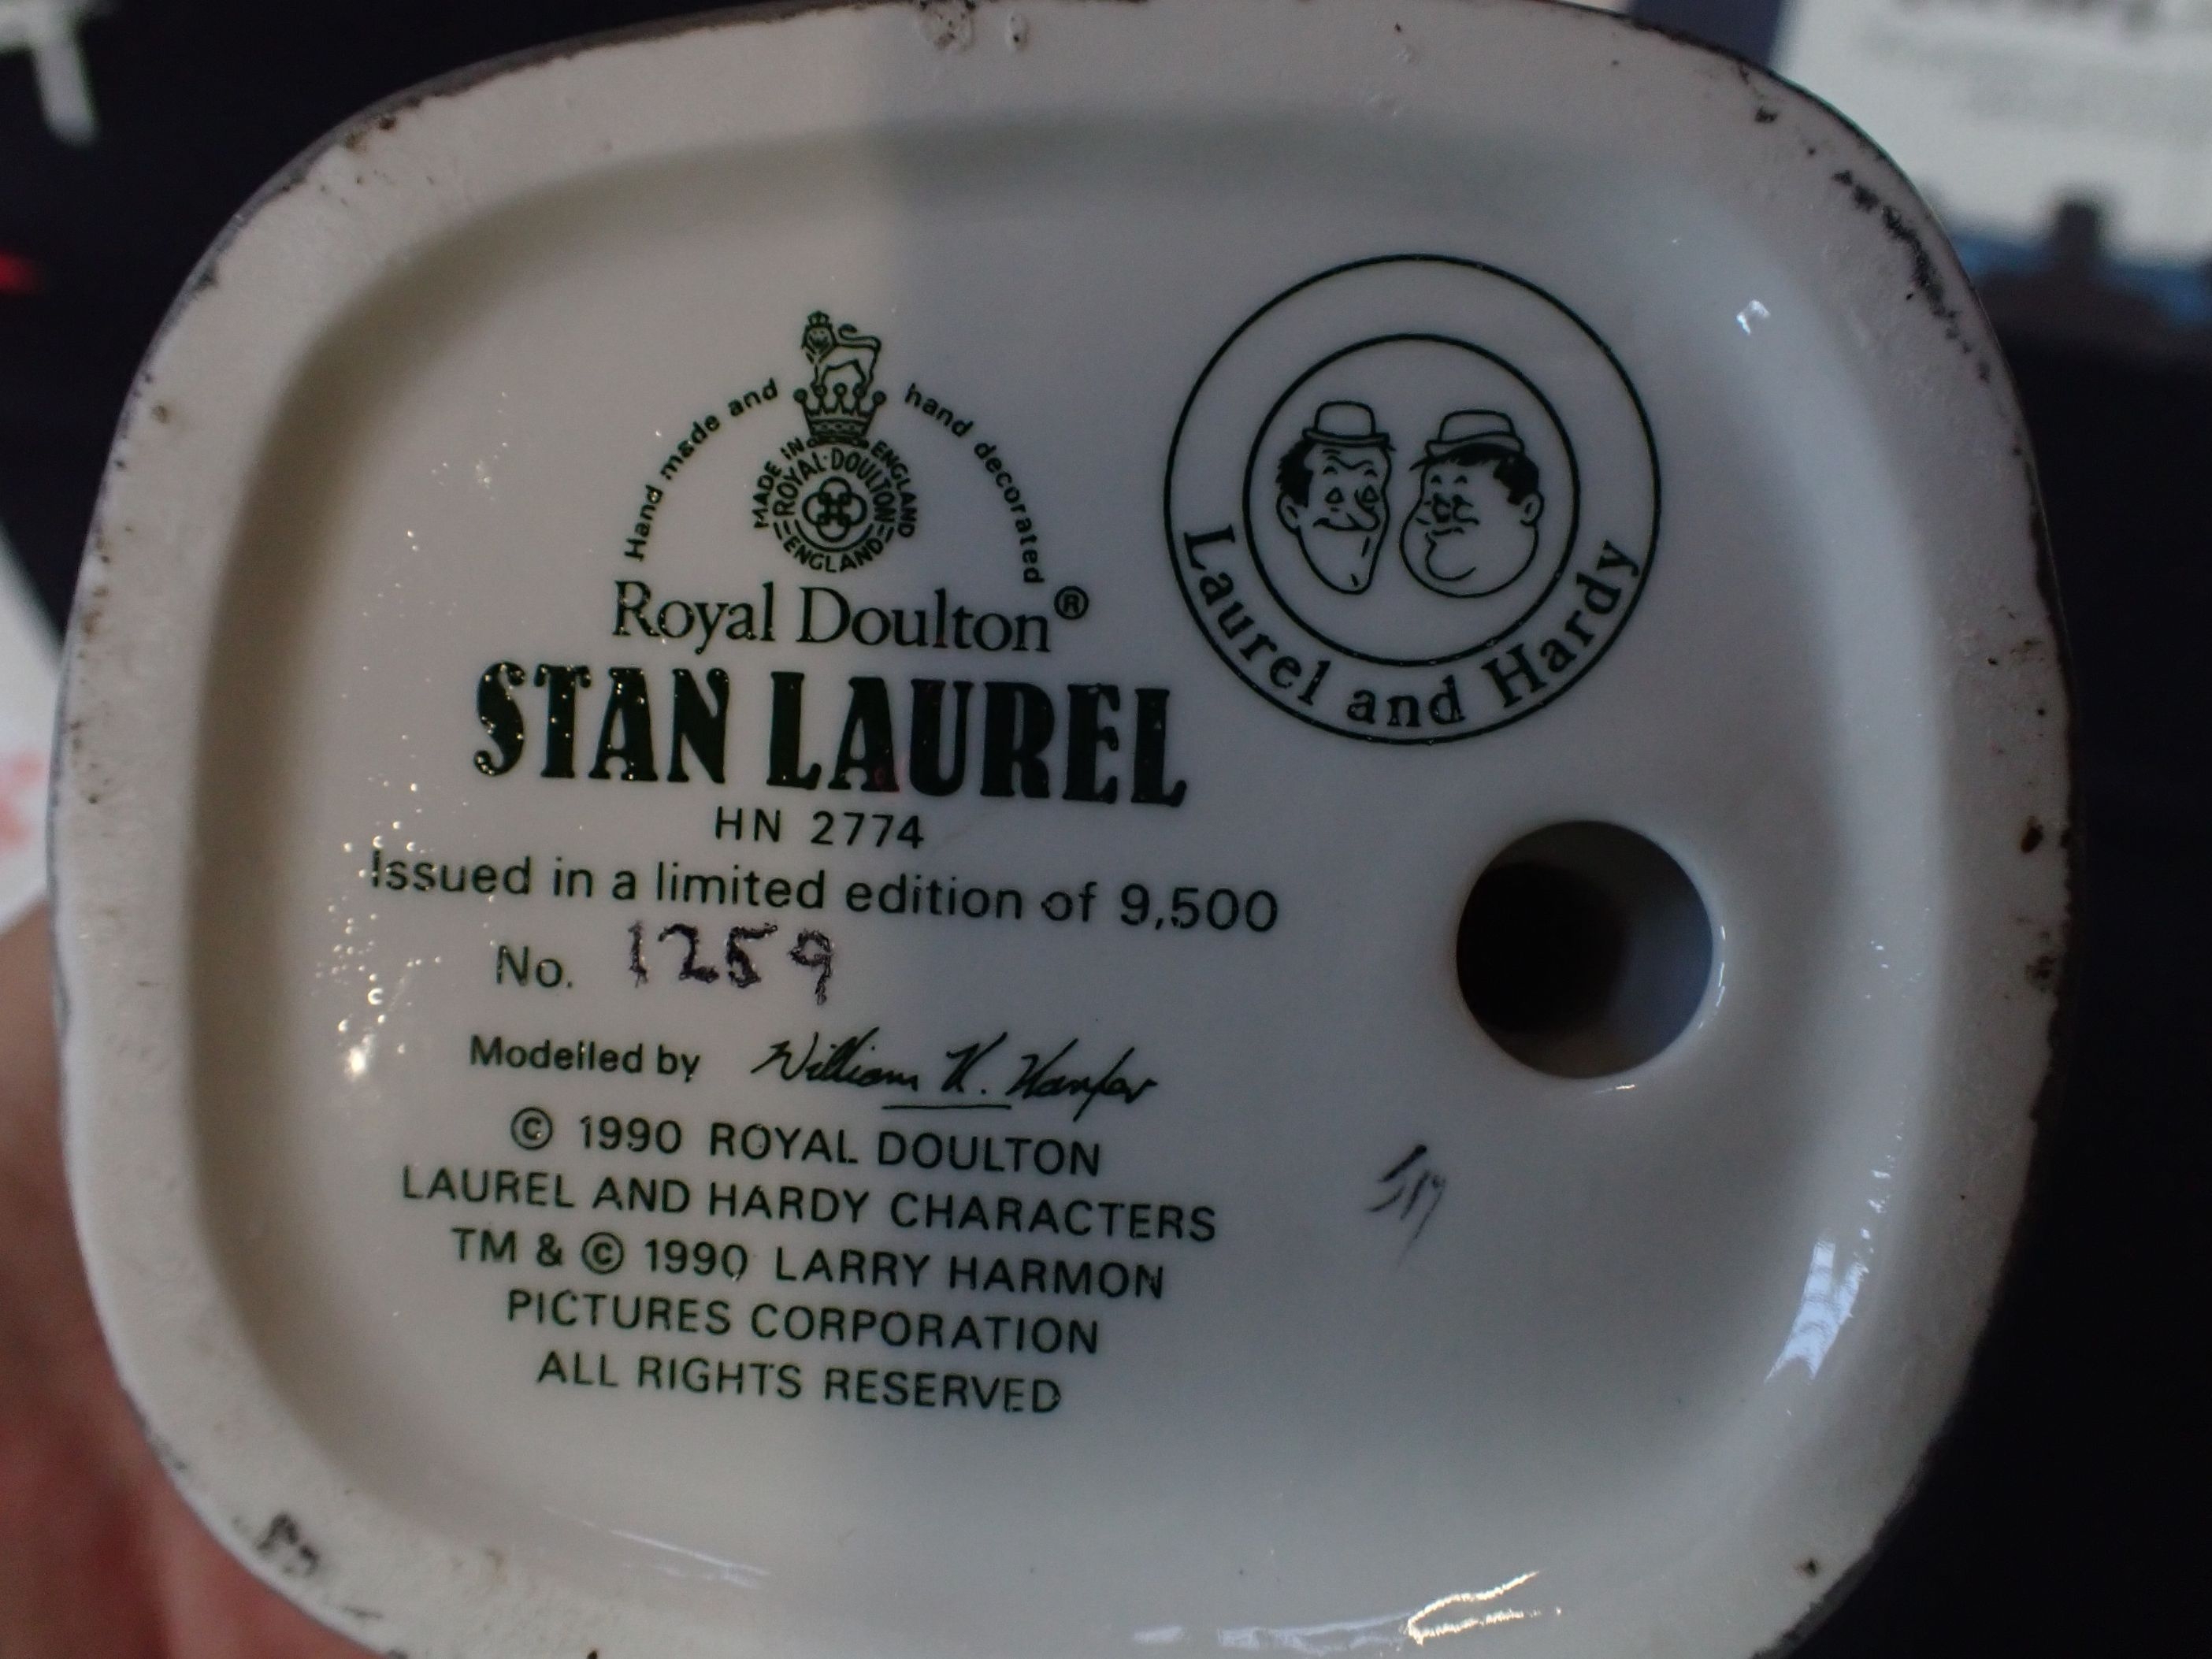 Hand made and hand decorated
MADE IN ENGLAND
ROYAL·DOULTON
ENGLAND
Royal Doulton®
Laurel and Hardy
STAN LAUREL
HN 2774
Issued in a limited edition of 9,500
No. 1259
Modelled by William K. Harper
© 1990 ROYAL DOULTON
LAUREL AND HARDY CHARACTERS
TM & © 1990 LARRY HARMON
PICTURES CORPORATION
ALL RIGHTS RESERVED